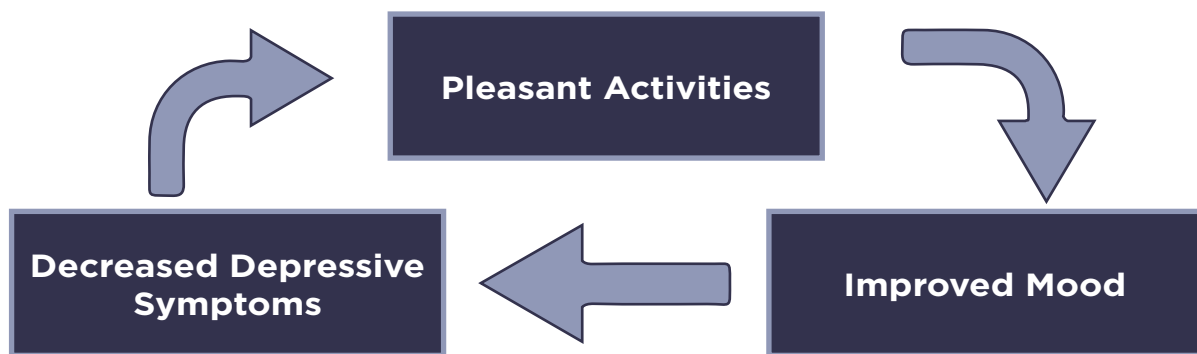 Pleasant Activities
Improved Mood
Decreased Depressive
Symptoms